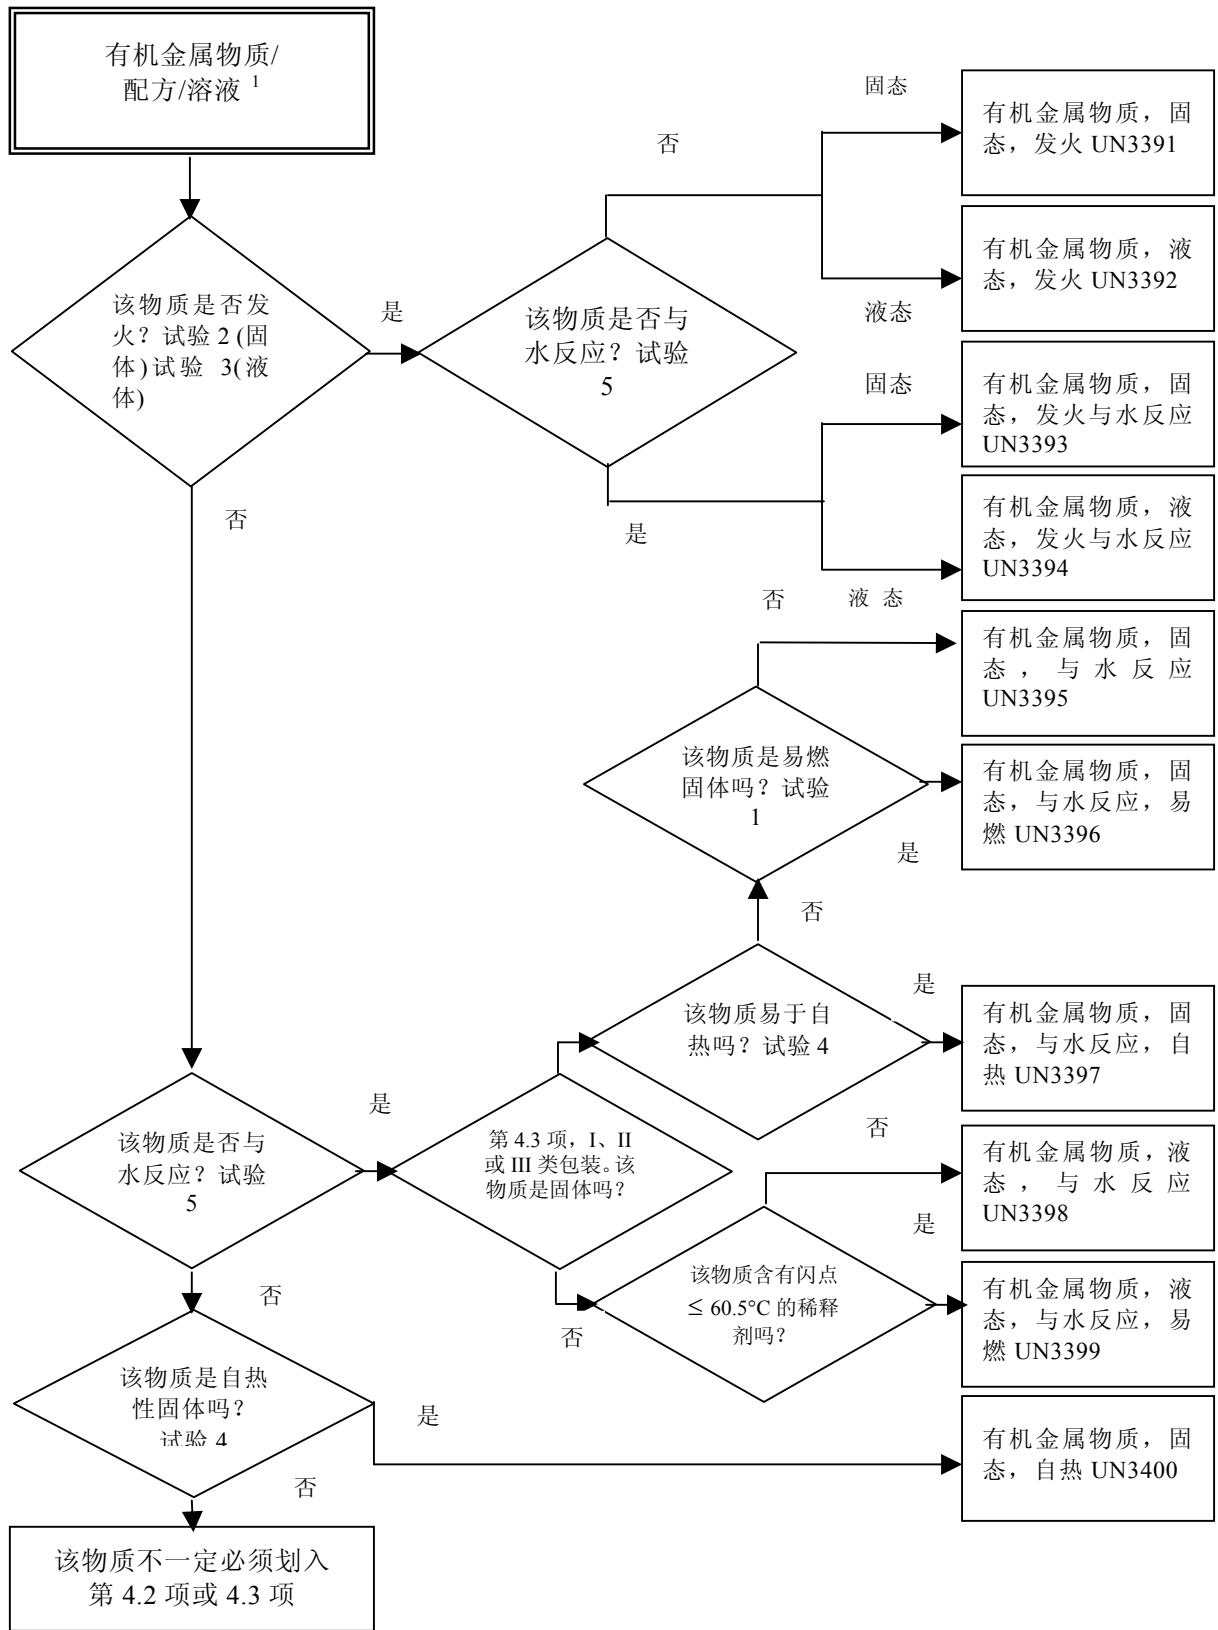 有机金属物质/
配方/溶液 1
固态
否
有机金属物质，固
态，发火 UN3391
有机金属物质，液
态，发火 UN3392
该物质是否发
火？试验 2 (固
体)试验 3(液
体)
是
该物质是否与
水反应？试验
5
液态
固态
有机金属物质，固
态，发火与水反应
UN3393
否
是
有机金属物质，液
态，发火与水反应
UN3394
否
液 态
有机金属物质，固
态，与水反应
UN3395
该物质是易燃
固体吗？试验
1
有机金属物质，固
态，与水反应，易
燃 UN3396
是
否
该物质易于自
热吗？试验 4
是
有机金属物质，固
态，与水反应，自
热 UN3397
该物质是否与
水反应？试验
5
是
第 4.3 项，I、II
或 III 类包装。该
物质是固体吗？
否
有机金属物质，液
态，与水反应
UN3398
是
该物质含有闪点
≤ 60.5°C 的稀释
剂吗？
有机金属物质，液
态，与水反应，易
燃 UN3399
否
否
该物质是自热
性固体吗？
试验 4
是
有机金属物质，固
态，自热 UN3400
否
该物质不一定必须划入
第 4.2 项或 4.3 项